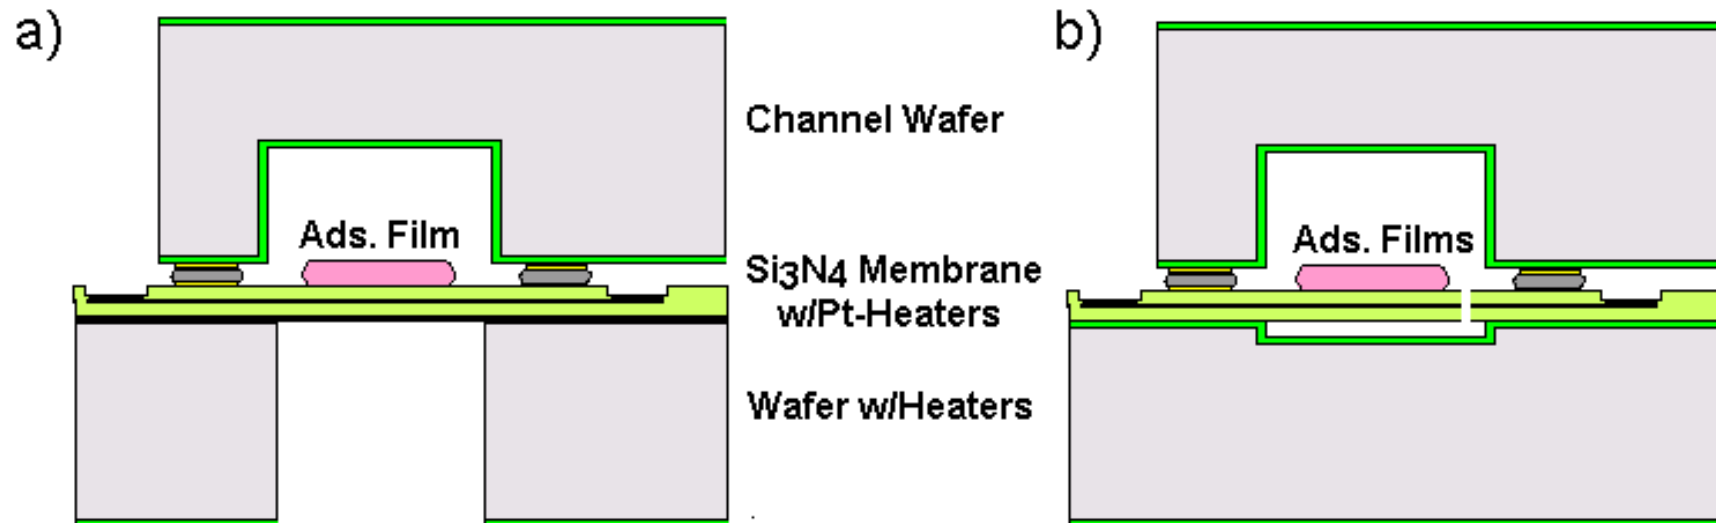 a)
b)
Channel Wafer
Ads. Film
Ads. Films
Si3N4 Membrane
w/Pt-Heaters
Wafer w/Heaters